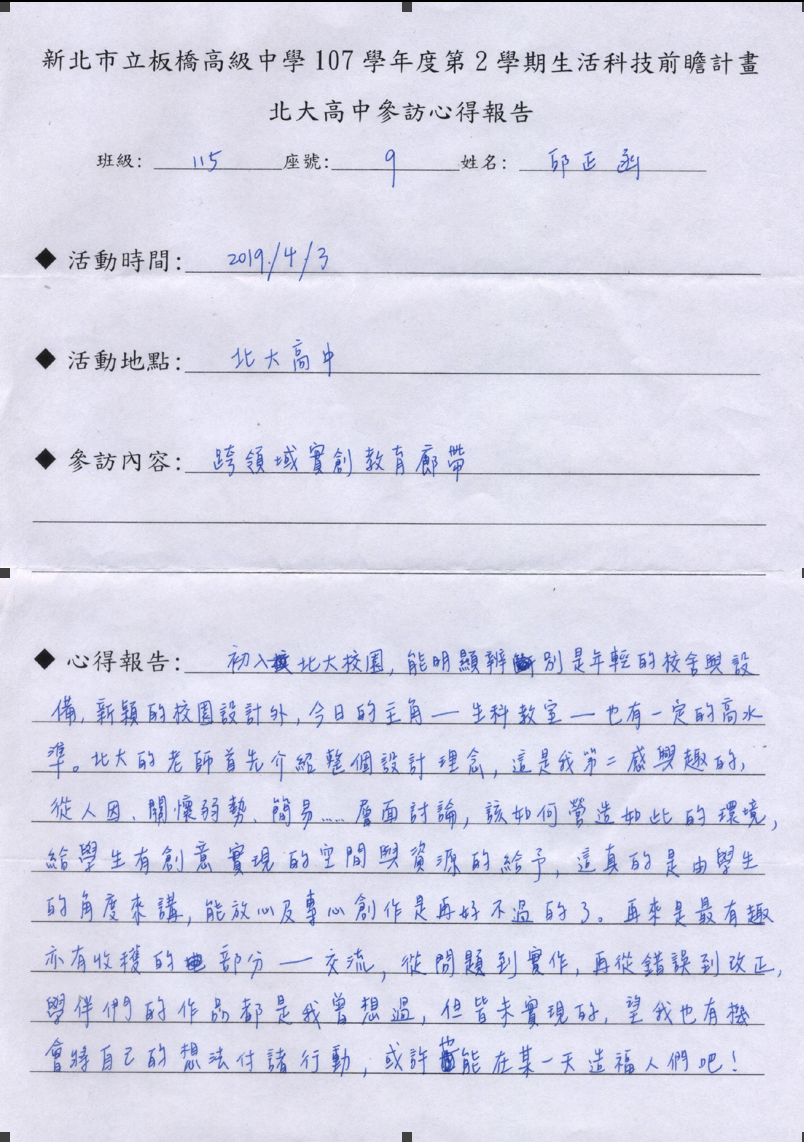 新北市立板橋高級中學 107 學年度第 2 學期生活科技前瞻計畫
北大高中參訪心得報告
班級: 115 座號: 9 姓名: 邱正函
◆ 活動時間: 2019/4/3
◆ 活動地點: 北大高中
◆ 參訪內容: 跨領域實創教育廊帶
◆ 心得報告: 初入北大校園,能明顯辨別是年輕的校舍與設
備,新穎的校園設計外,今日的主角—生科教室—也有一定的高水
準。北大的老師首先介紹整個設計理念,這是我第二感興趣的,
從人因、關懷弱勢、簡易……層面討論,該如何營造如此的環境,
給學生有創意實現的空間與資源的給予,這真的是由學生
的角度來講,能放心及專心創作是再好不過的了。再來是最有趣
亦有收穫的部分—交流,從問題到實作,再從錯誤到改正,
學伴們的作品都是我曾想過,但皆未實現的,望我也有機
會將自己的想法付諸行動,或許能在某一天造福人們吧!